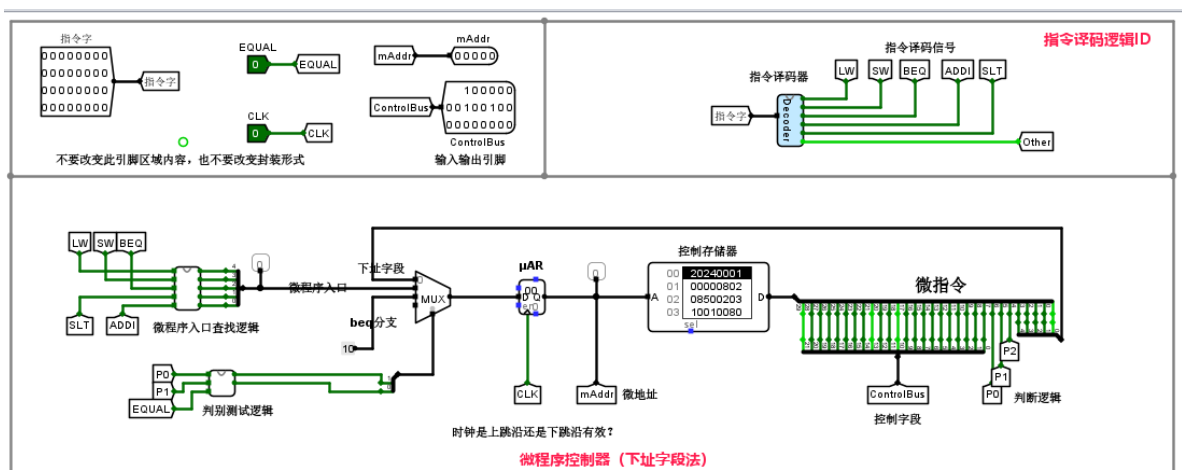 指令字
00000000
00000000
00000000
00000000
指令字
EQUAL
0
EQUAL
CLK
0
CLK
不要改变此引脚区域内容，也不要改变封装形式
mAddr
mAddr
00000
ControlBus
100000
00100100
00000000
ControlBus
输入输出引脚
指令译码逻辑ID
指令译码信号
指令译码器
LW
SW
BEQ
ADDI
SLT
指令字
Decoder
Other
LW
SW
BEQ
SLT
ADDI
微程序入口查找逻辑
0
微程序入口
下址字段
0
MUX
beq分支
10
P0
P1
EQUAL
判别测试逻辑
μAR
00
D Q
en
0
CLK
0
mAddr
微地址
时钟是上跳沿还是下跳沿有效？
控制存储器
A
00 20240001
01 00000802
02 08500203
03 10010080
D
sel
微指令
ControlBus
控制字段
P2
P1
P0
判断逻辑
微程序控制器（下址字段法）